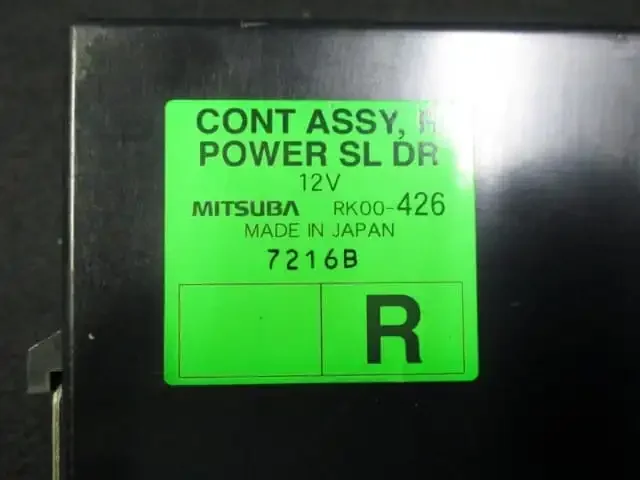 CONT ASSY, R
POWER SL DR
12V
MITSUBA RK00-426
MADE IN JAPAN
7216B
R